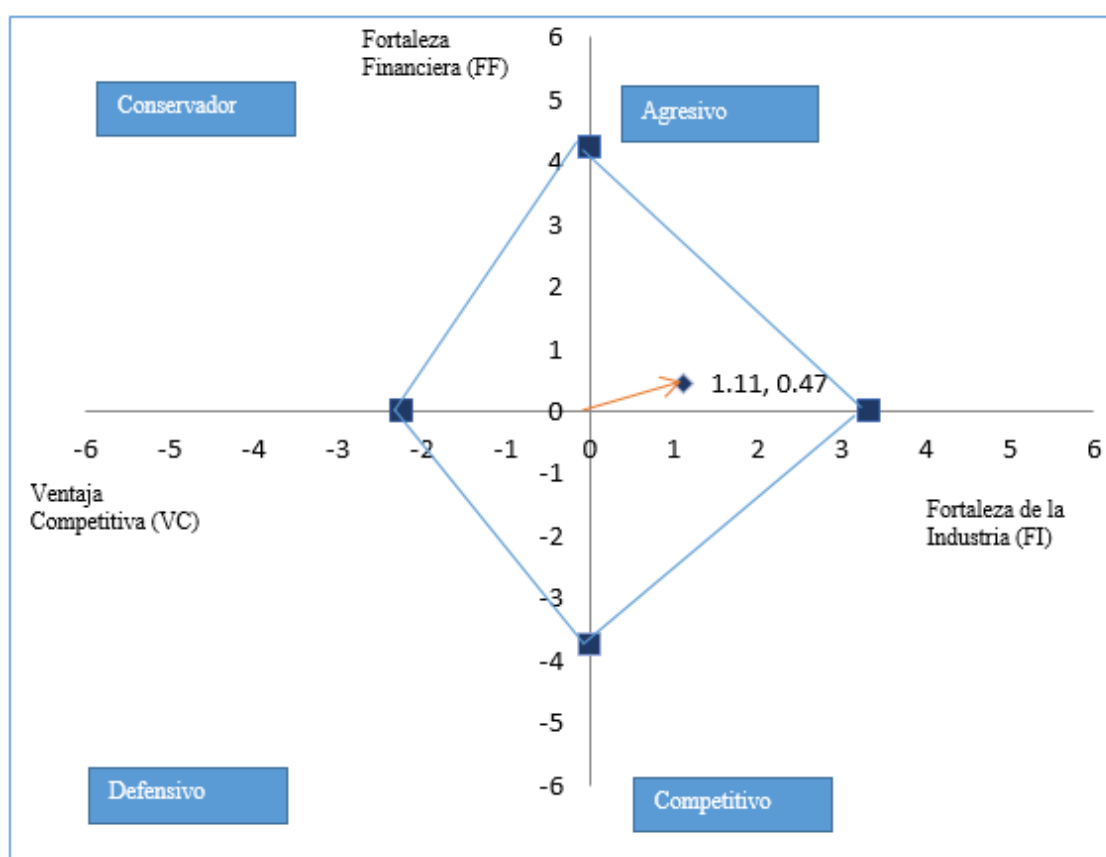 Fortaleza
Financiera (FF)
6
Conservador
Agresivo
5
4
3
2
1
1.11, 0.47
0
-6 -5 -4 -3 -2 -1 0 1 2 3 4 5 6
-1
Ventaja
Competitiva (VC)
Fortaleza de la
Industria (FI)
-2
-3
-4
-5
Defensivo
-6
Competitivo